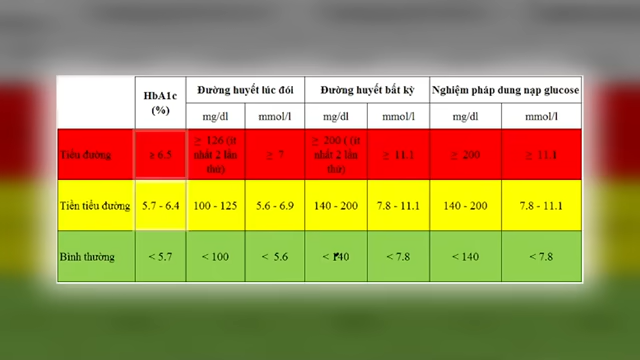 HbA1c (%) Đường huyết lúc đói Đường huyết bất kỳ Nghiệm pháp dung nạp glucose
mg/dl mmol/l mg/dl mmol/l mg/dl mmol/l
Tiểu đường ≥ 6.5 ≥ 126 (ít nhất 2 lần thử) ≥ 7 ≥ 200 ( (ít nhất 2 lần thử) ≥ 11.1 ≥ 200 ≥ 11.1
Tiền tiểu đường 5.7 - 6.4 100 - 125 5.6 - 6.9 140 - 200 7.8 - 11.1 140 - 200 7.8 - 11.1
Bình thường < 5.7 < 100 < 5.6 < 140 < 7.8 < 140 < 7.8